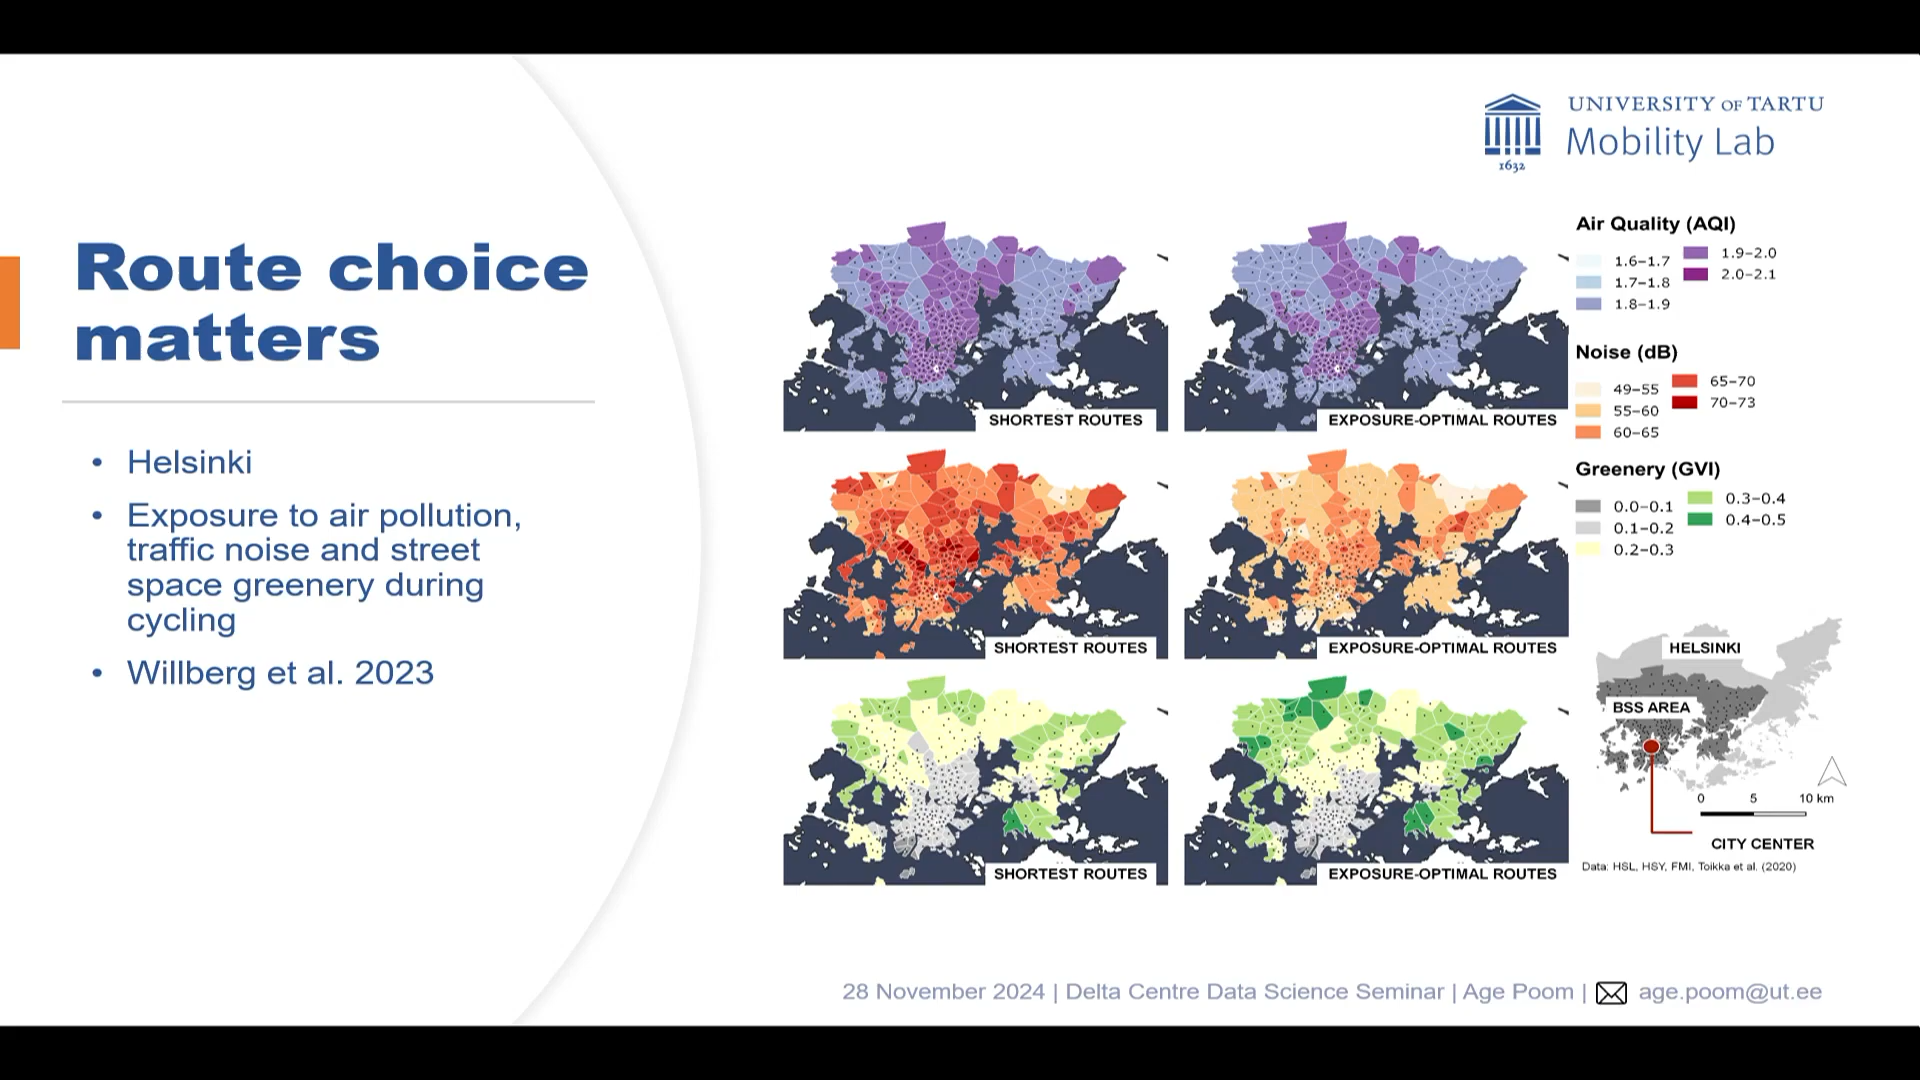 UNIVERSITY OF TARTU
Mobility Lab
1632
Route choice
matters
• Helsinki
• Exposure to air pollution,
traffic noise and street
space greenery during
cycling
• Willberg et al. 2023
SHORTEST ROUTES
EXPOSURE-OPTIMAL ROUTES
SHORTEST ROUTES
EXPOSURE-OPTIMAL ROUTES
SHORTEST ROUTES
EXPOSURE-OPTIMAL ROUTES
Air Quality (AQI)
1.6–1.7
1.7–1.8
1.8–1.9
1.9–2.0
2.0–2.1
Noise (dB)
49–55
55–60
60–65
65–70
70–73
Greenery (GVI)
0.0–0.1
0.1–0.2
0.2–0.3
0.3–0.4
0.4–0.5
HELSINKI
BSS AREA
0 5 10 km
CITY CENTER
Data: HSL, HSY, FMI, Toikka et al. (2020)
28 November 2024 | Delta Centre Data Science Seminar | Age Poom | age.poom@ut.ee